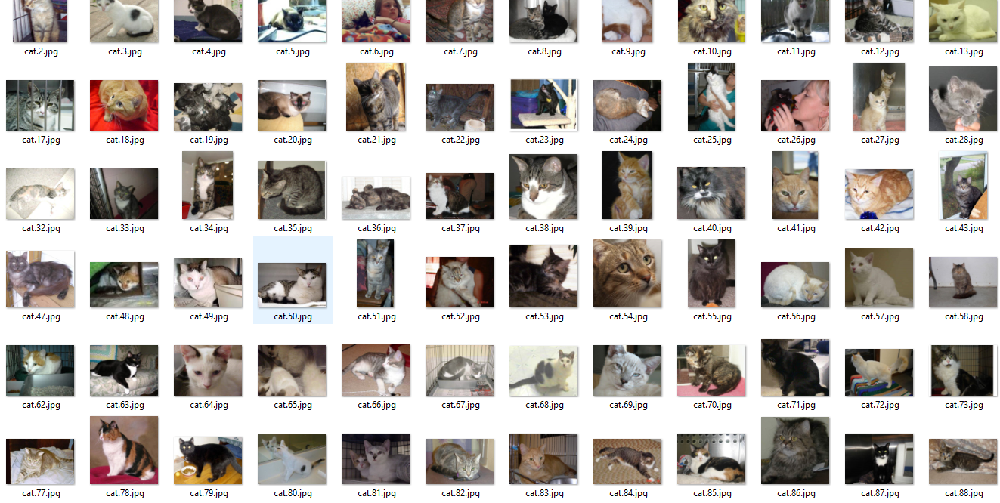 cat.2.jpg cat.3.jpg cat.4.jpg cat.5.jpg cat.6.jpg cat.7.jpg cat.8.jpg cat.9.jpg cat.10.jpg cat.11.jpg cat.12.jpg cat.13.jpg
cat.17.jpg cat.18.jpg cat.19.jpg cat.20.jpg cat.21.jpg cat.22.jpg cat.23.jpg cat.24.jpg cat.25.jpg cat.26.jpg cat.27.jpg cat.28.jpg
cat.32.jpg cat.33.jpg cat.34.jpg cat.35.jpg cat.36.jpg cat.37.jpg cat.38.jpg cat.39.jpg cat.40.jpg cat.41.jpg cat.42.jpg cat.43.jpg
cat.47.jpg cat.48.jpg cat.49.jpg cat.50.jpg cat.51.jpg cat.52.jpg cat.53.jpg cat.54.jpg cat.55.jpg cat.56.jpg cat.57.jpg cat.58.jpg
cat.62.jpg cat.63.jpg cat.64.jpg cat.65.jpg cat.66.jpg cat.67.jpg cat.68.jpg cat.69.jpg cat.70.jpg cat.71.jpg cat.72.jpg cat.73.jpg
cat.77.jpg cat.78.jpg cat.79.jpg cat.80.jpg cat.81.jpg cat.82.jpg cat.83.jpg cat.84.jpg cat.85.jpg cat.86.jpg cat.87.jpg cat.88.jpg